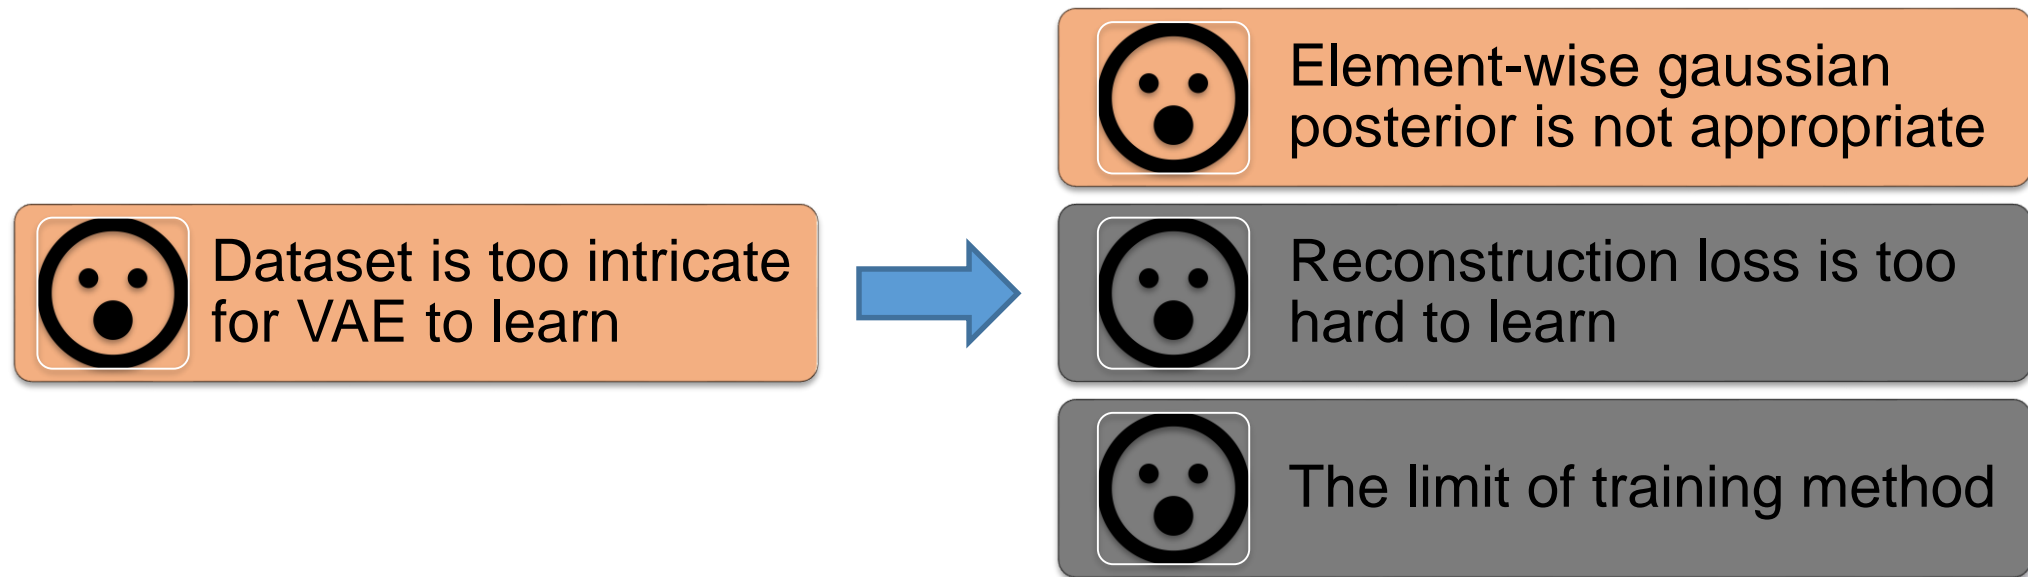 Dataset is too intricate
for VAE to learn
Element-wise gaussian
posterior is not appropriate
Reconstruction loss is too
hard to learn
The limit of training method